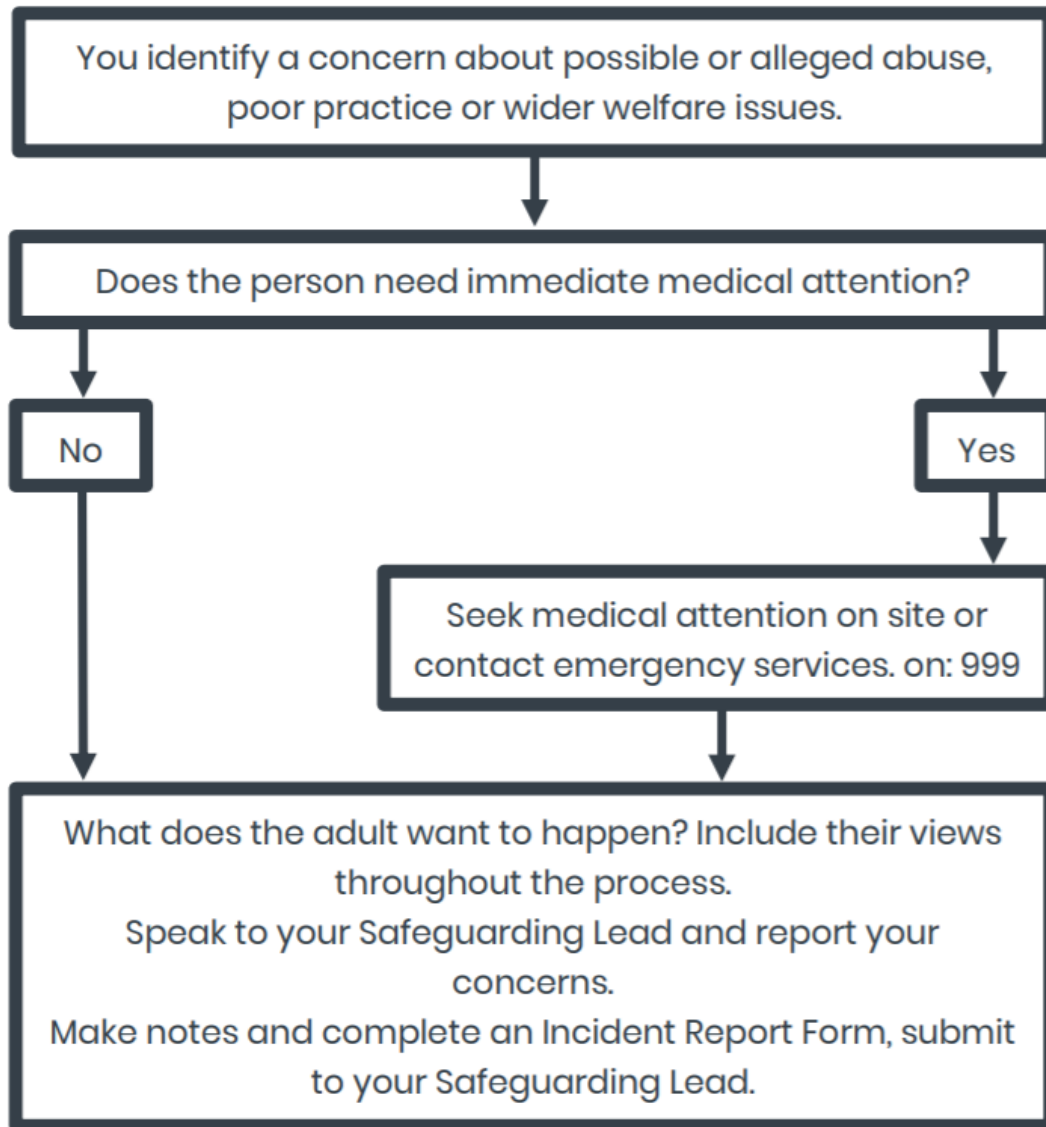 You identify a concern about possible or alleged abuse,
poor practice or wider welfare issues.
Does the person need immediate medical attention?
No
Yes
Seek medical attention on site or
contact emergency services. on: 999
What does the adult want to happen? Include their views
throughout the process.
Speak to your Safeguarding Lead and report your
concerns.
Make notes and complete an Incident Report Form, submit
to your Safeguarding Lead.